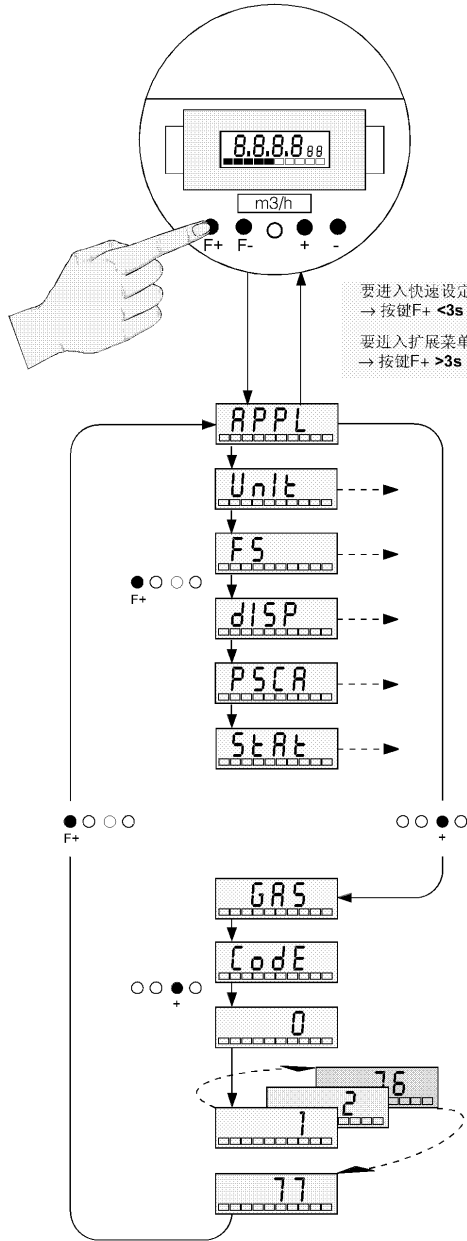 8.8.8.8 88
m3/h
F+ F- + -
要进入快速设定
→ 按键F+ <3s
要进入扩展菜单
→ 按键F+ >3s
APPL
UnIt
FS
F+
dISP
PSCA
StAt
F+
+
GAS
CodE
+
0
76
2
1
77